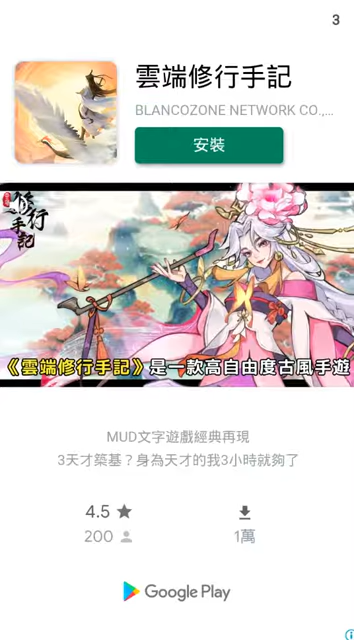 3
雲端修行手記
BLANCOZONE NETWORK CO.,...
安裝
修行手記
《雲端修行手記》是一款高自由度古風手遊
MUD文字遊戲經典再現
3天才築基？身為天才的我3小時就夠了
4.5
200
1萬
Google Play